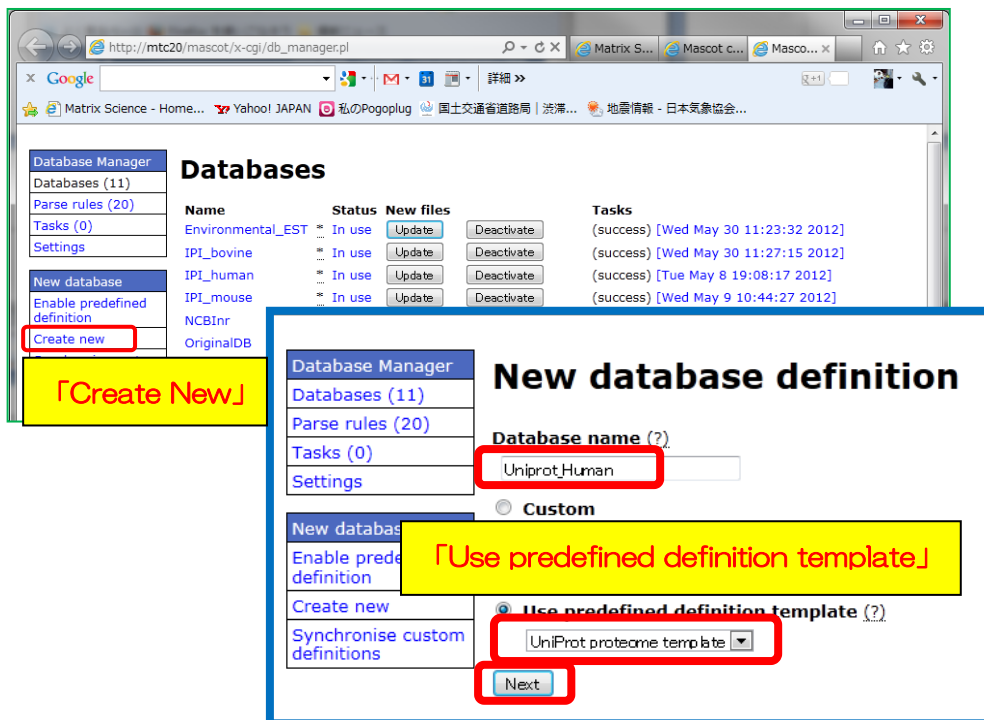 http://mtc20/mascot/x-cgi/db_manager.pl
Matrix S...
Mascot c...
Masco...
Google
詳細 »
Matrix Science - Home...
Yahoo! JAPAN
私のPogoplug
国土交通省道路局|渋滞...
地震情報 - 日本気象協会...
Database Manager
Databases (11)
Parse rules (20)
Tasks (0)
Settings
New database
Enable predefined
definition
Create new
Databases
Name Status New files Tasks
Environmental_EST * In use Update Deactivate (success) [Wed May 30 11:23:32 2012]
IPI_bovine * In use Update Deactivate (success) [Wed May 30 11:27:15 2012]
IPI_human * In use Update Deactivate (success) [Tue May 8 19:08:17 2012]
IPI_mouse * In use Update Deactivate (success) [Wed May 9 10:44:27 2012]
NCBInr
OriginalDB
「Create New」
Database Manager
Databases (11)
Parse rules (20)
Tasks (0)
Settings
New databas
Enable prede
definition
Create new
Synchronise custom
definitions
New database definition
Database name (?)
Uniprot_Human
Custom
「Use predefined definition template」
Use predefined definition template (?)
UniProt proteome template
Next